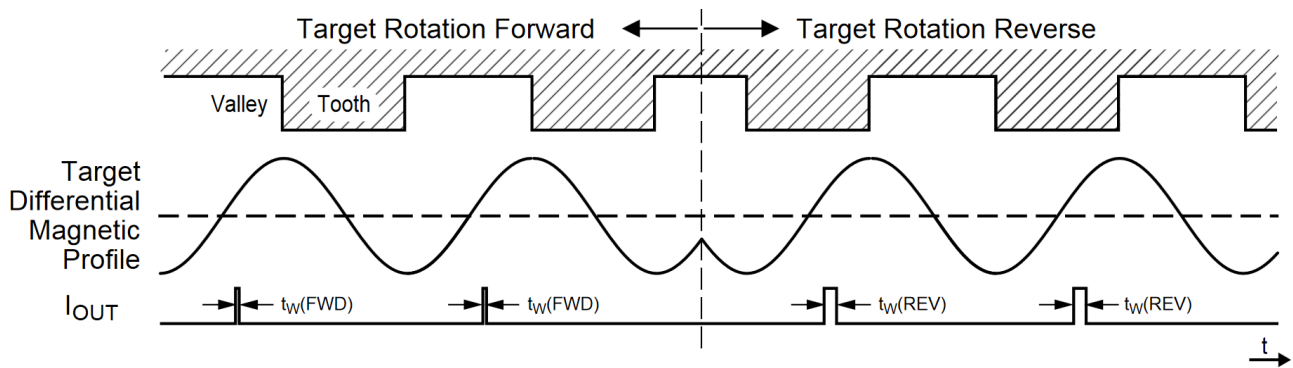 Target Rotation Forward
Target Rotation Reverse
Valley
Tooth
Target
Differential
Magnetic
Profile
IOUT
tW(FWD)
tW(FWD)
tW(REV)
tW(REV)
t